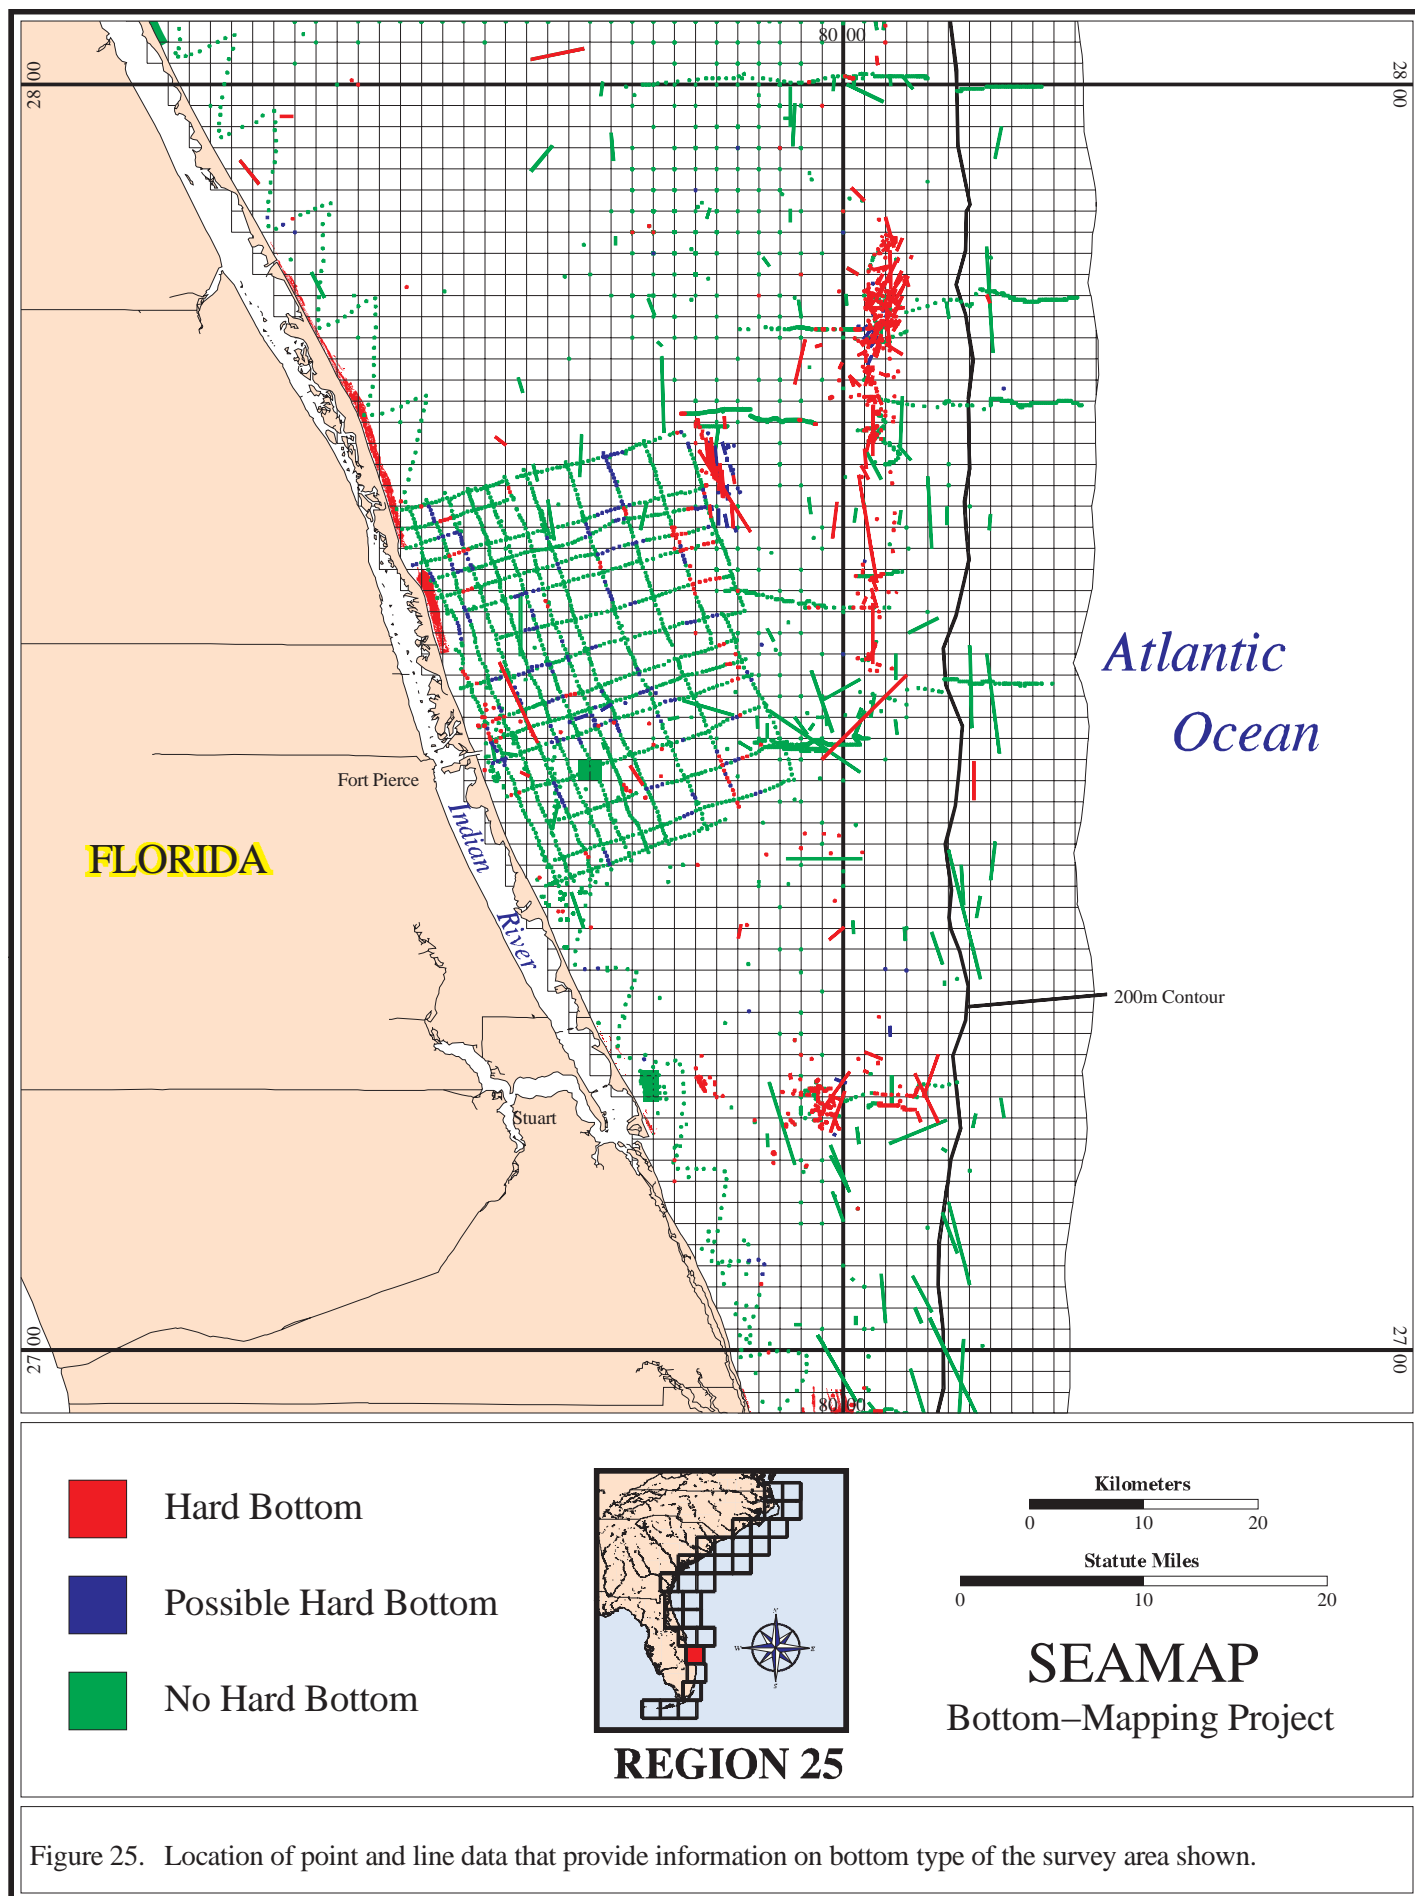 80 00
28 00
28 00
Atlantic
Ocean
Fort Pierce
FLORIDA
Indian
River
200m Contour
Stuart
27 00
27 00
80 00
Hard Bottom
Possible Hard Bottom
No Hard Bottom
REGION 25
Kilometers
0 10 20
Statute Miles
0 10 20
SEAMAP
Bottom–Mapping Project
Figure 25. Location of point and line data that provide information on bottom type of the survey area shown.